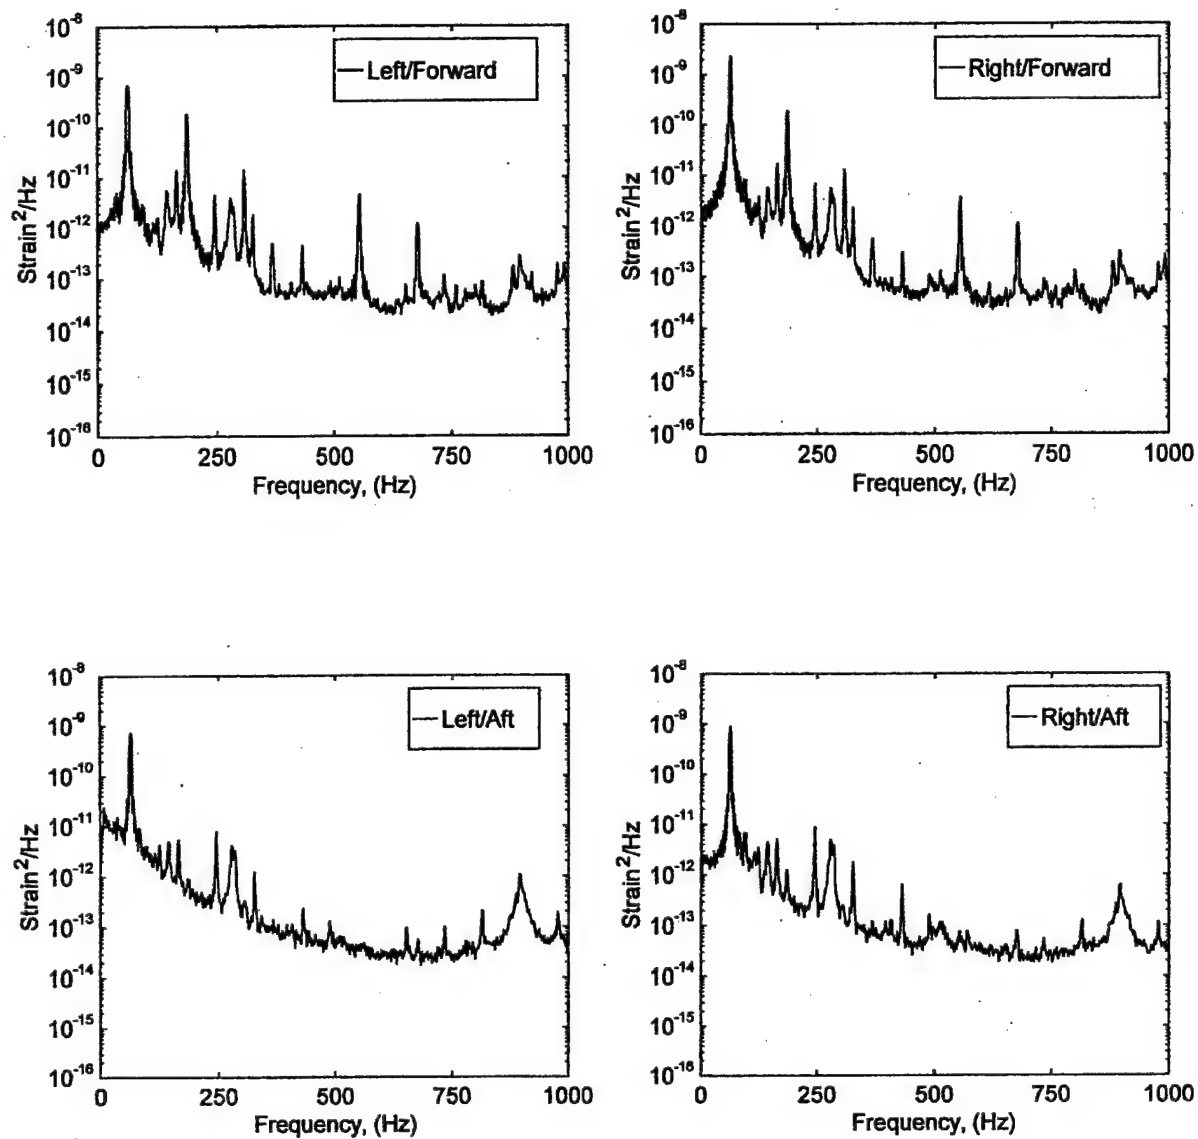 10⁻⁸
10⁻⁹
10⁻¹⁰
10⁻¹¹
10⁻¹²
10⁻¹³
10⁻¹⁴
10⁻¹⁵
10⁻¹⁶
Strain²/Hz
Left/Forward
0 250 500 750 1000
Frequency, (Hz)
10⁻⁸
10⁻⁹
10⁻¹⁰
10⁻¹¹
10⁻¹²
10⁻¹³
10⁻¹⁴
10⁻¹⁵
10⁻¹⁶
Strain²/Hz
Right/Forward
0 250 500 750 1000
Frequency, (Hz)
10⁻⁸
10⁻⁹
10⁻¹⁰
10⁻¹¹
10⁻¹²
10⁻¹³
10⁻¹⁴
10⁻¹⁵
10⁻¹⁶
Strain²/Hz
Left/Aft
0 250 500 750 1000
Frequency, (Hz)
10⁻⁸
10⁻⁹
10⁻¹⁰
10⁻¹¹
10⁻¹²
10⁻¹³
10⁻¹⁴
10⁻¹⁵
10⁻¹⁶
Strain²/Hz
Right/Aft
0 250 500 750 1000
Frequency, (Hz)